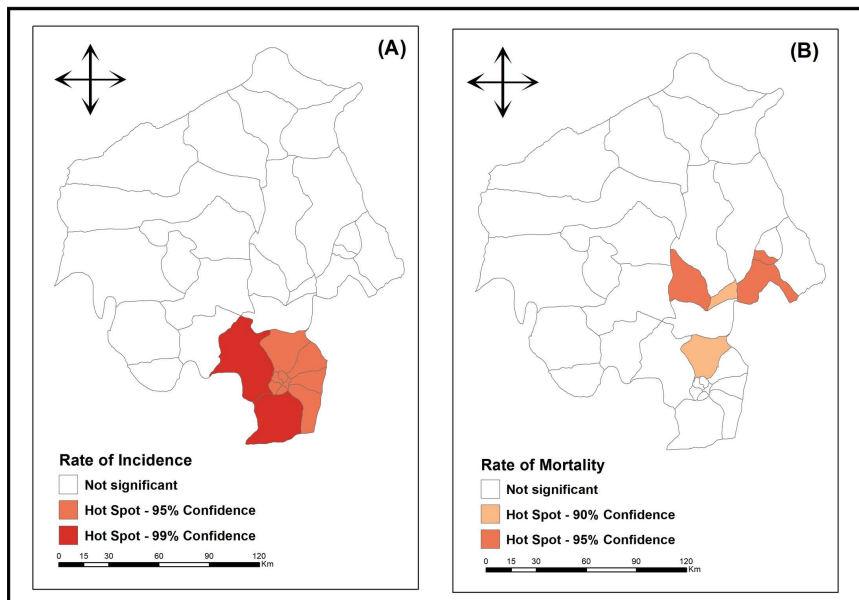 (A)
Rate of Incidence
Not significant
Hot Spot - 95% Confidence
Hot Spot - 99% Confidence
0 15 30 60 90 120
Km
(B)
Rate of Mortality
Not significant
Hot Spot - 90% Confidence
Hot Spot - 95% Confidence
0 15 30 60 90 120
Km